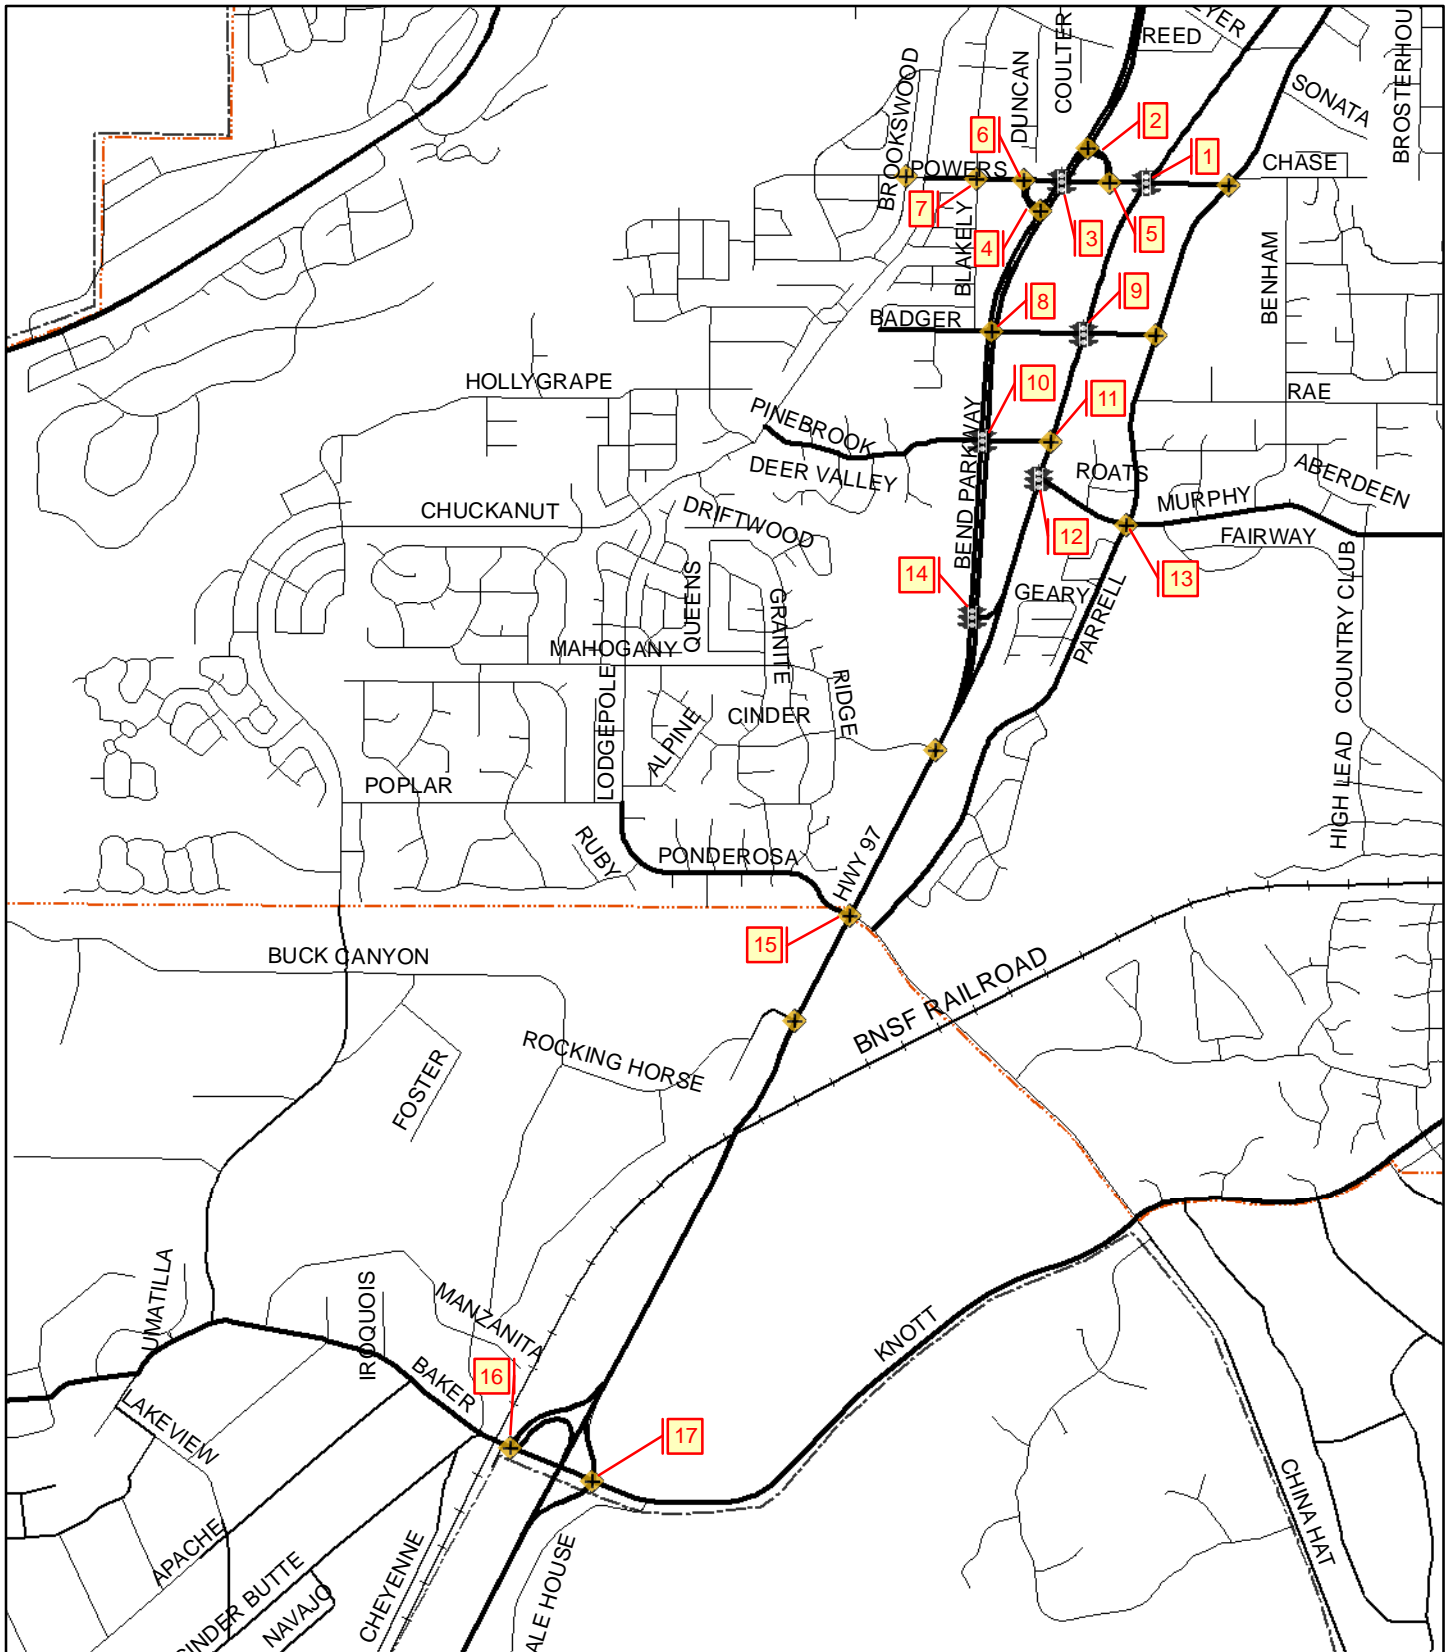 EYER
REED
COULTER
DUNCAN
BROOKSWOOD
SONATA
BROSTERHOU
2
6
1
POWERS
CHASE
7
4
3
5
BLAKELY
BENHAM
8
9
BADGER
HOLLYGRAPE
10
11
RAE
PINEBROOK
BEND PARKWAY
DEER VALLEY
ROATS
ABERDEEN
MURPHY
CHUCKANUT
DRIFTWOOD
12
FAIRWAY
14
13
QUEENS
GRANITE
GEARY
PARRELL
COUNTRY CLUB
MAHOGANY
RIDGE
LODGEPOLE
ALPINE
CINDER
HIGH LEAD
POPLAR
RUBY
PONDEROSA
HWY 97
15
BUCK CANYON
BNSF RAILROAD
ROCKING HORSE
FOSTER
UMATILLA
IROQUOIS
MANZANITA
KNOTT
BAKER
16
LAKEVIEW
17
CHINA HAT
APACHE
CHEYENNE
INDER BUTTE
NAVAJO
ALE HOUSE